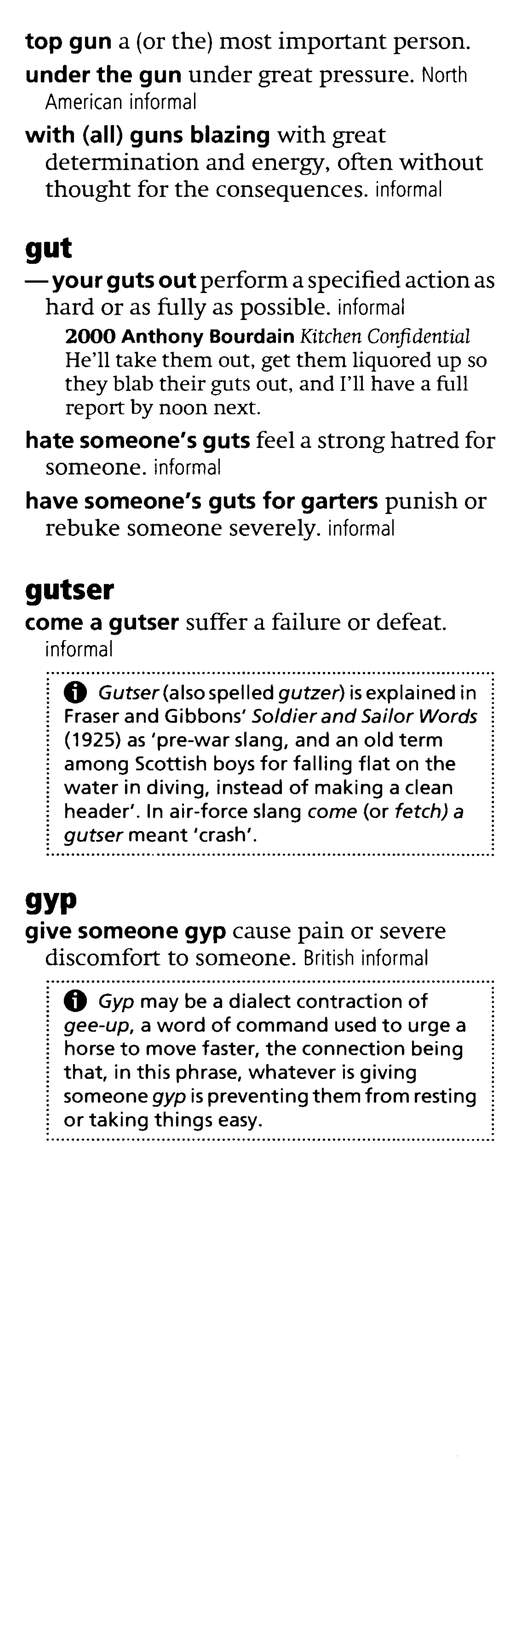 top gun a (or the) most important person.
under the gun under great pressure. North
American informal
with (all) guns blazing with great
determination and energy, often without
thought for the consequences. informal
gut
— your guts out perform a specified action as
hard or as fully as possible. informal
2000 Anthony Bourdain Kitchen Confidential
He'll take them out, get them liquored up so
they blab their guts out, and I'll have a full
report by noon next.
hate someone's guts feel a strong hatred for
someone. informal
have someone's guts for garters punish or
rebuke someone severely. informal
gutser
come a gutser suffer a failure or defeat.
informal
i Gutser (also spelled gutzer) is explained in
Fraser and Gibbons' Soldier and Sailor Words
(1925) as 'pre-war slang, and an old term
among Scottish boys for falling flat on the
water in diving, instead of making a clean
header'. In air-force slang come (or fetch) a
gutser meant 'crash'.
gyp
give someone gyp cause pain or severe
discomfort to someone. British informal
i Gyp may be a dialect contraction of
gee-up, a word of command used to urge a
horse to move faster, the connection being
that, in this phrase, whatever is giving
someone gyp is preventing them from resting
or taking things easy.